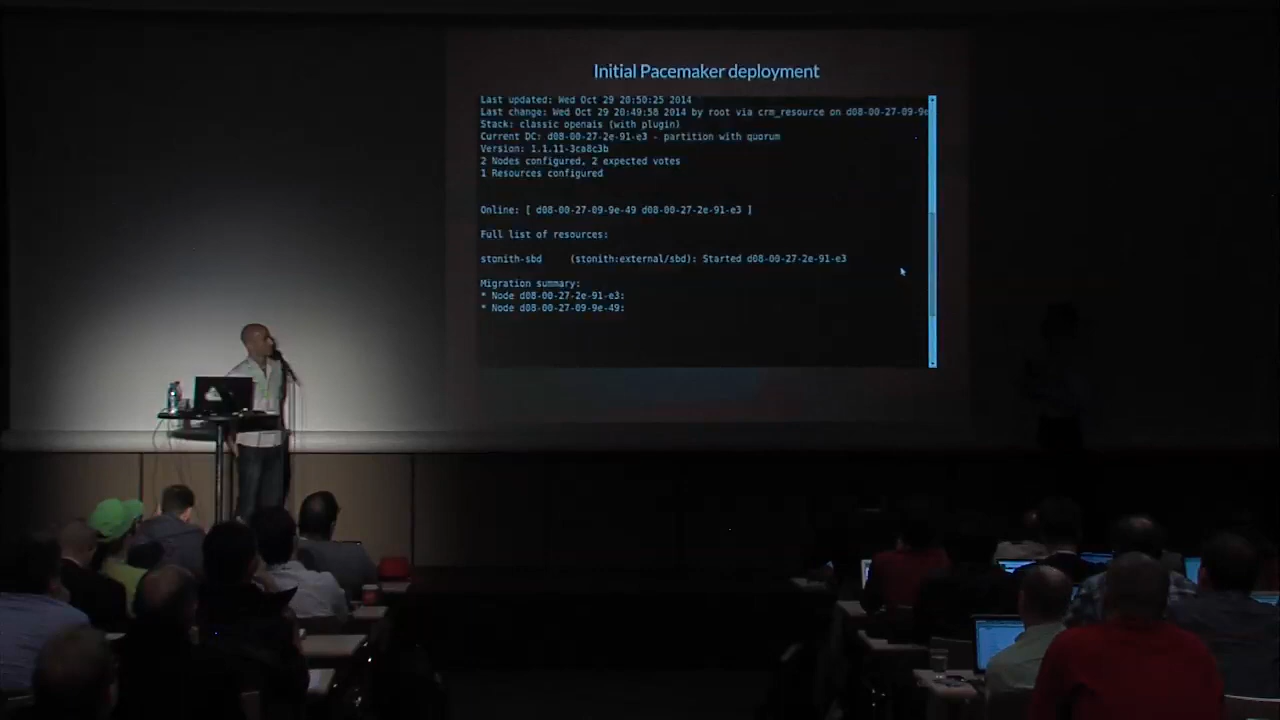 Initial Pacemaker deployment
Last updated: Wed Oct 29 20:50:25 2014
Last change: Wed Oct 29 20:49:58 2014 by root via crm_resource on d08-00-27-09-9e
Stack: classic openais (with plugin)
Current DC: d08-00-27-2e-91-e3 - partition with quorum
Version: 1.1.11-3ca8c3b
2 Nodes configured, 2 expected votes
1 Resources configured
Online: [ d08-00-27-09-9e-49 d08-00-27-2e-91-e3 ]
Full list of resources:
stonith-sbd (stonith:external/sbd): Started d08-00-27-2e-91-e3
Migration summary:
* Node d08-00-27-2e-91-e3:
* Node d08-00-27-09-9e-49: